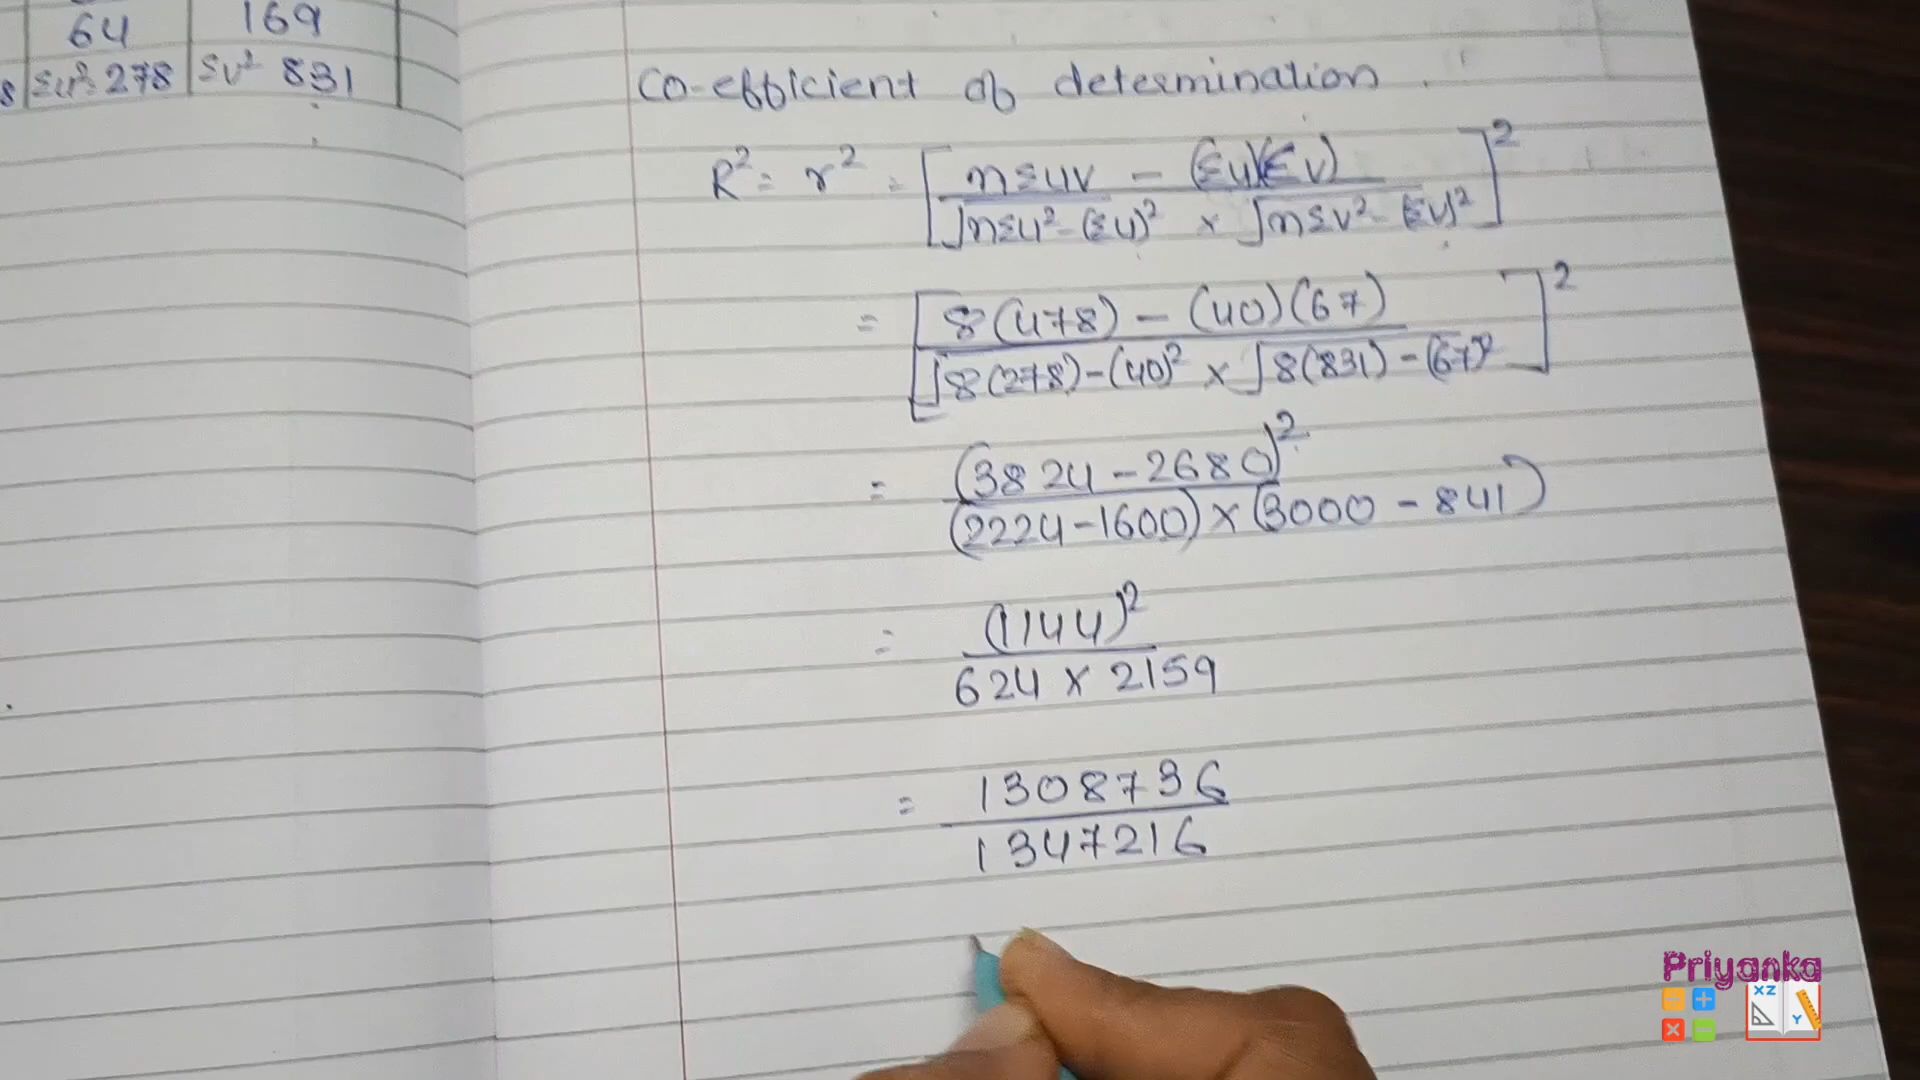 64 169
8 Σu² = 278 Σv² 831
Co-efficient of determination.
R² = r² = [nΣuv - (Σu)(Σv) / √nΣu² - (Σu)² × √nΣv² - (Σv)²]²
= [8(478) - (40)(67) / √8(278) - (40)² × √8(831) - (67)²]²
= (3824 - 2680)² / (2224 - 1600) × (3000 - 841)
= (1144)² / 624 × 2159
= 1308736 / 1347216
Priyanka
XZ
Y